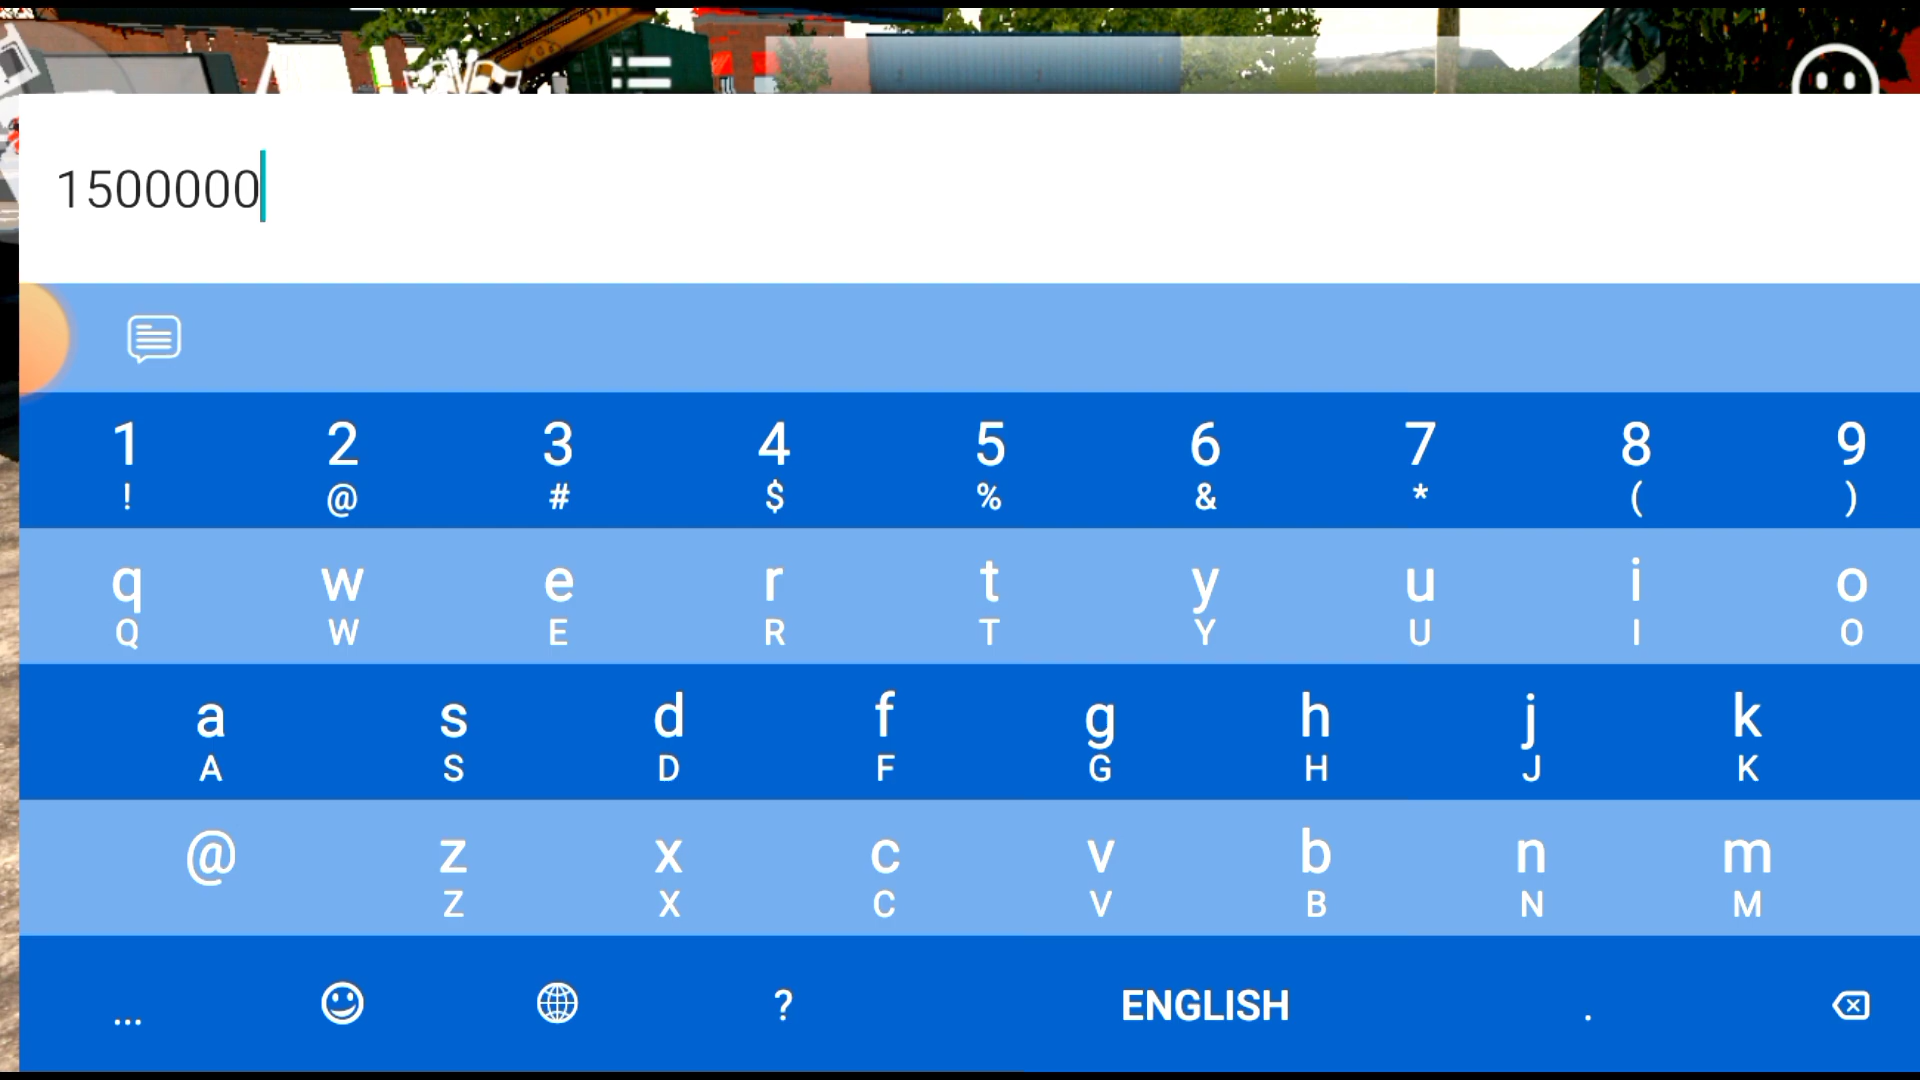 1500000
1 2 3 4 5 6 7 8 9
! @ # $ % & * ( )
q w e r t y u i o
Q W E R T Y U I O
a s d f g h j k
A S D F G H J K
@ z x c v b n m
Z X C V B N M
... ? ENGLISH .